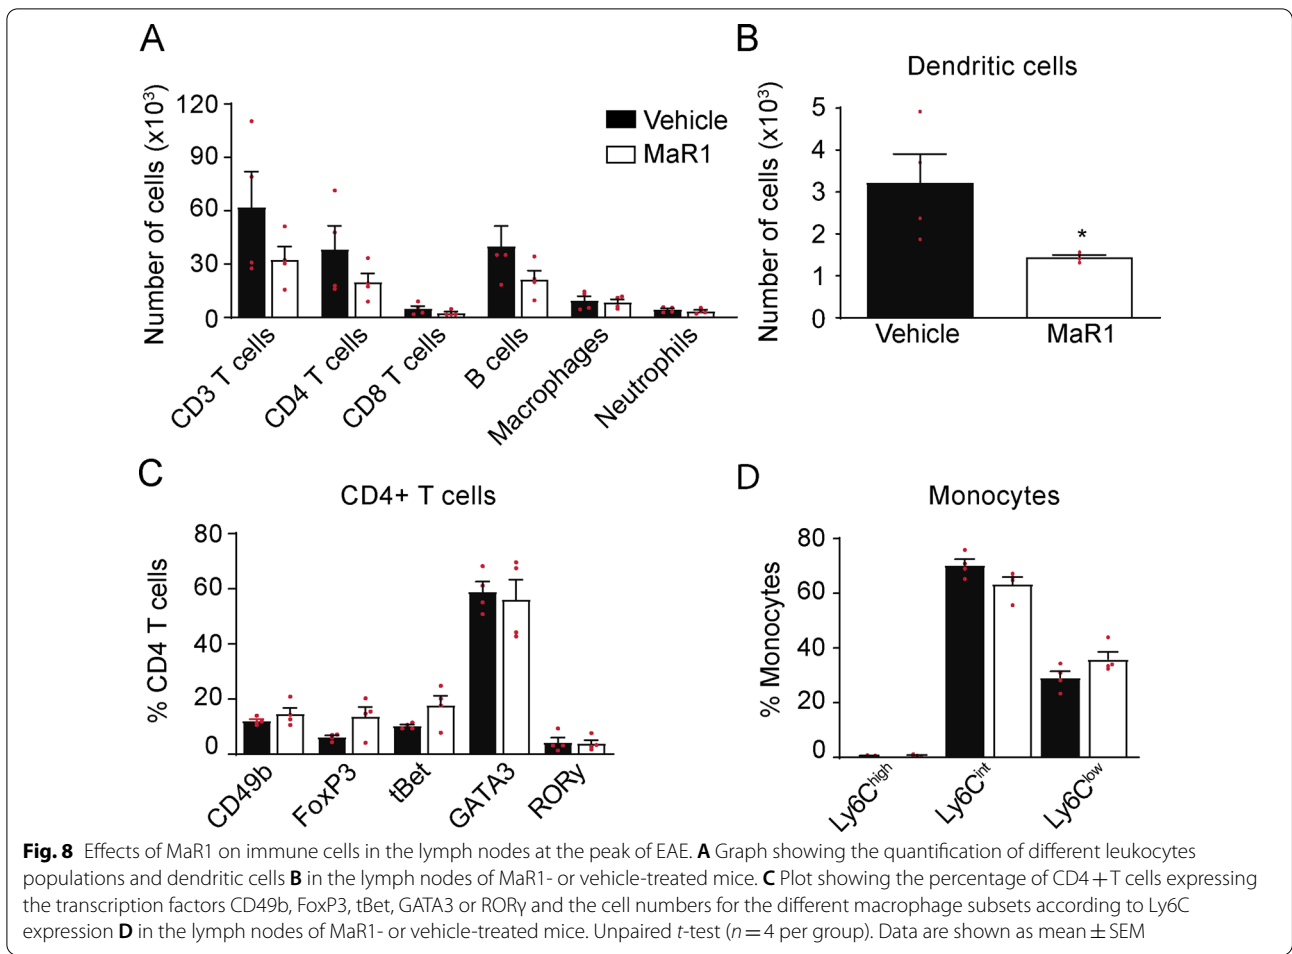 A
Number of cells (x10³)
120
90
60
30
0
Vehicle
MaR1
CD3 T cells
CD4 T cells
CD8 T cells
B cells
Macrophages
Neutrophils
B
Dendritic cells
Number of cells (x10³)
5
4
3
2
1
0
*
Vehicle
MaR1
C
CD4+ T cells
% CD4 T cells
80
60
40
20
0
CD49b
FoxP3
tBet
GATA3
RORγ
D
Monocytes
% Monocytes
80
60
40
20
0
Ly6Chigh
Ly6Cint
Ly6Clow
Fig. 8 Effects of MaR1 on immune cells in the lymph nodes at the peak of EAE. A Graph showing the quantification of different leukocytes
populations and dendritic cells B in the lymph nodes of MaR1- or vehicle-treated mice. C Plot showing the percentage of CD4+T cells expressing
the transcription factors CD49b, FoxP3, tBet, GATA3 or RORγ and the cell numbers for the different macrophage subsets according to Ly6C
expression D in the lymph nodes of MaR1- or vehicle-treated mice. Unpaired t-test (n=4 per group). Data are shown as mean±SEM